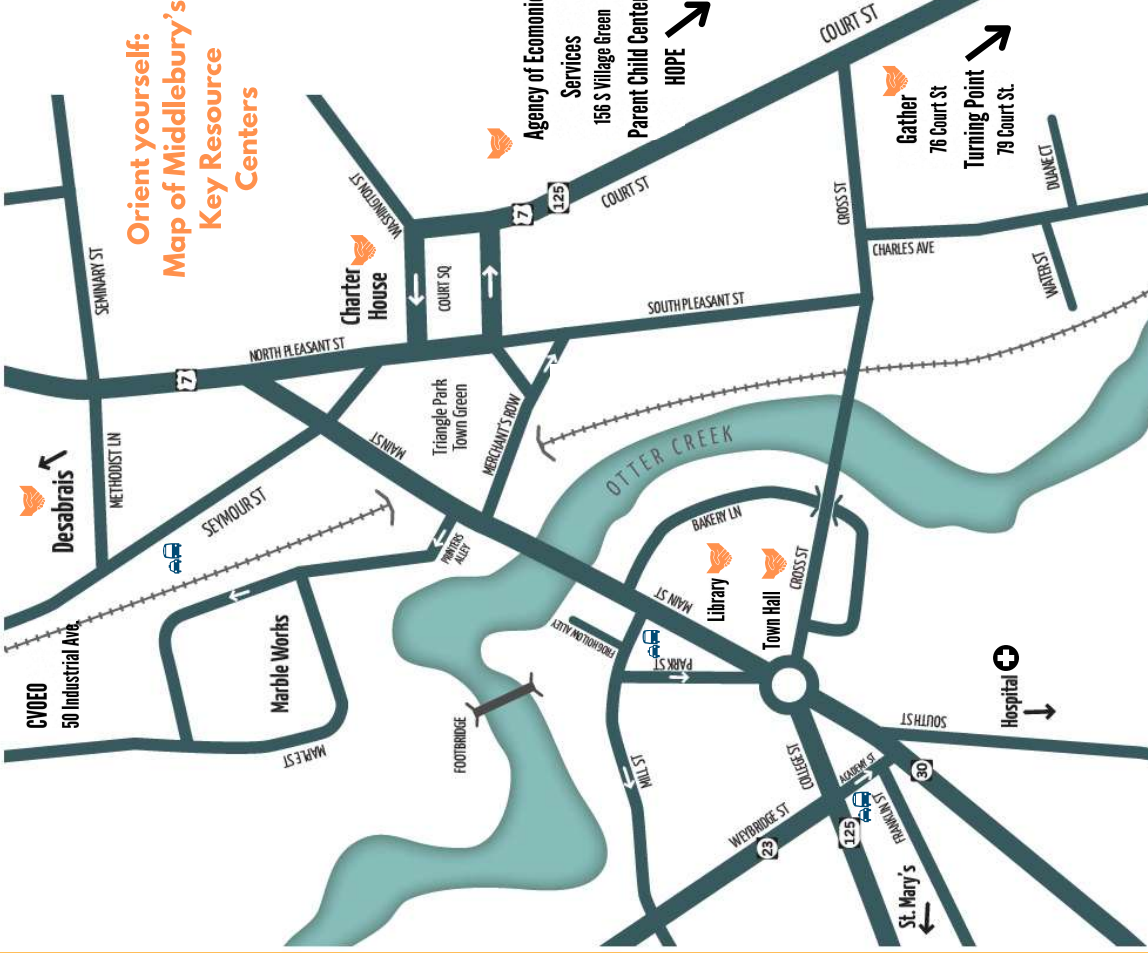 Orient yourself:
Map of Middlebury's
Key Resource
Centers
Agency of Ecomonic
Services
156 S Village Green
Parent Child Center
HOPE
COURT ST
Gather
76 Court St
Turning Point
79 Court St.
DUANE CT
WATER ST
CHARLES AVE
CROSS ST
COURT ST
125
7
WASHINGTON ST
Charter
House
COURT SQ
SEMINARY ST
NORTH PLEASANT ST
7
SOUTH PLEASANT ST
Triangle Park
Town Green
MAIN ST
MERCHANT'S ROW
OTTER CREEK
METHODIST LN
Desabrais
SEYMOUR ST
PRINTERS
ALLEY
BAKERY LN
Library
Town Hall
CROSS ST
MAIN ST
FROG HOLLOW ALLEY
PARK ST
CVOEO
50 Industrial Ave.
Marble Works
MAPLE ST
FOOTBRIDGE
MILL ST
COLLEGE ST
ACADEMY ST
SOUTH ST
Hospital
30
WEYBRIDGE ST
23
125
FRANKLIN ST
St. Mary's